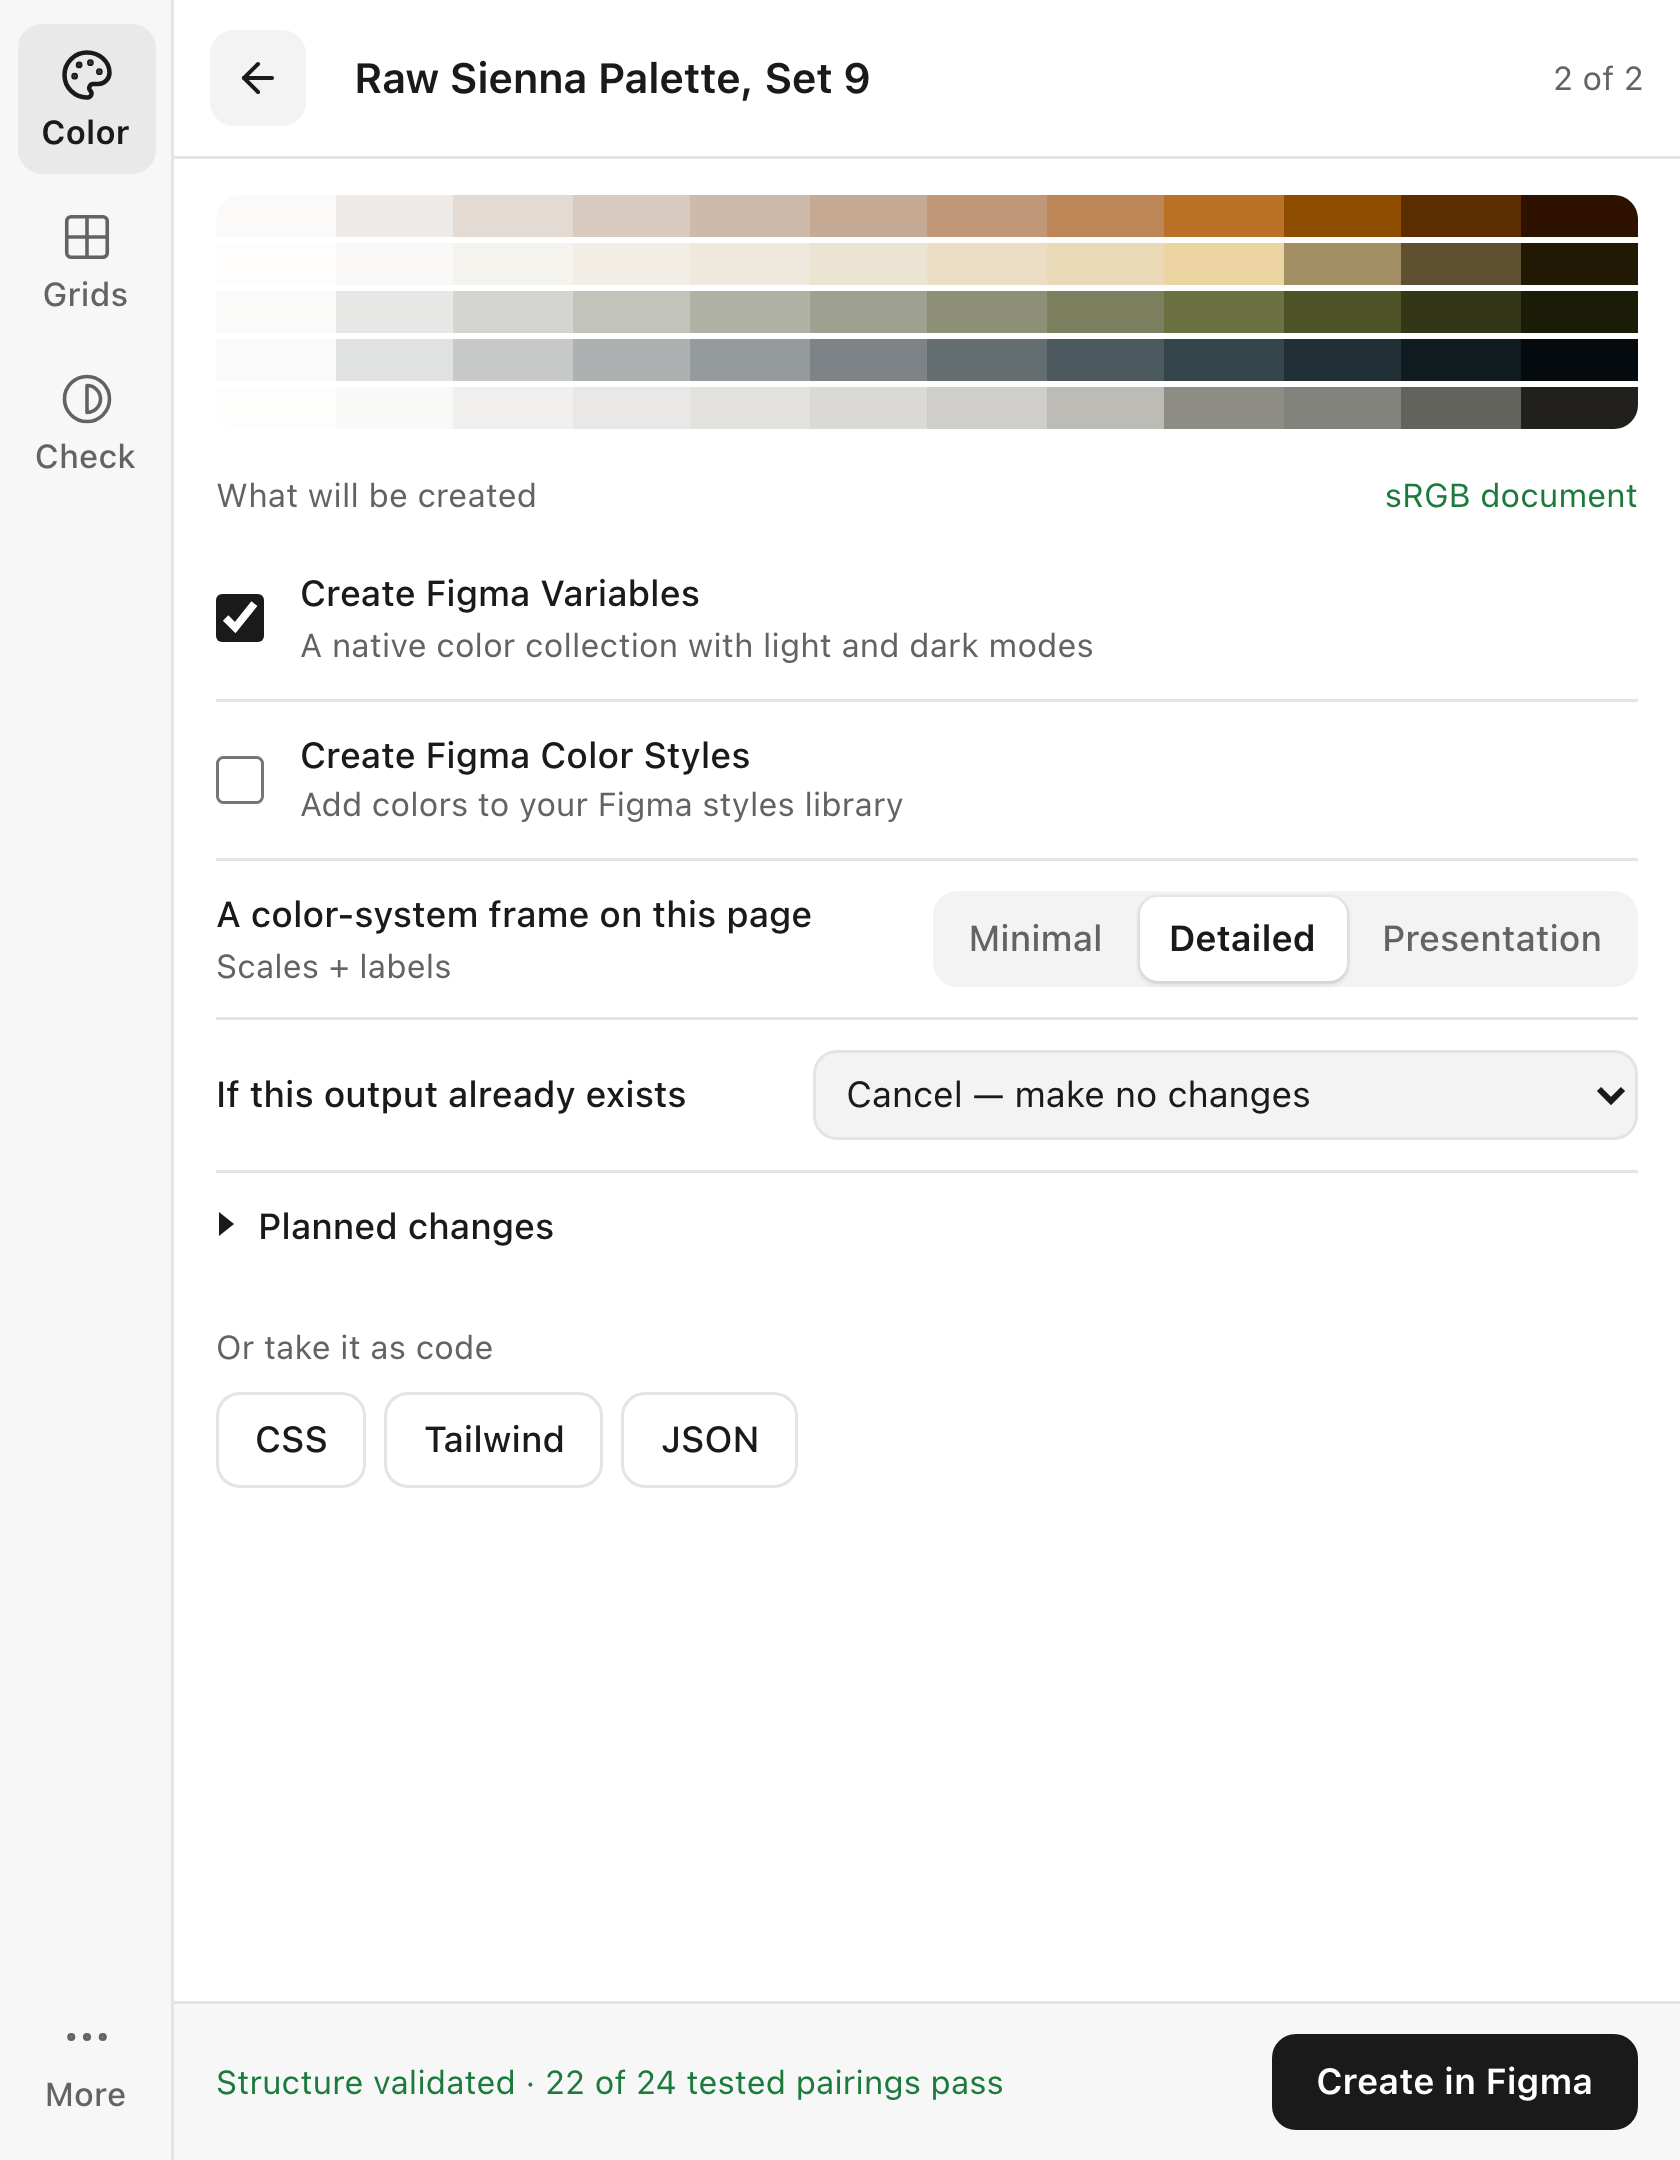 Color
Grids
Check
More
Raw Sienna Palette, Set 9
2 of 2
What will be created
sRGB document
Create Figma Variables
A native color collection with light and dark modes
Create Figma Color Styles
Add colors to your Figma styles library
A color-system frame on this page
Scales + labels
Minimal
Detailed
Presentation
If this output already exists
Cancel — make no changes
Planned changes
Or take it as code
CSS
Tailwind
JSON
Structure validated · 22 of 24 tested pairings pass
Create in Figma